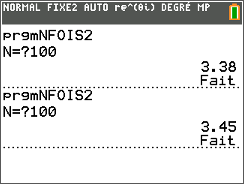 NORMAL FIXE2 AUTO re^(θi) DEGRÉ MP
prgmNFOIS2
N=?100
3.38
Fait
prgmNFOIS2
N=?100
3.45
Fait